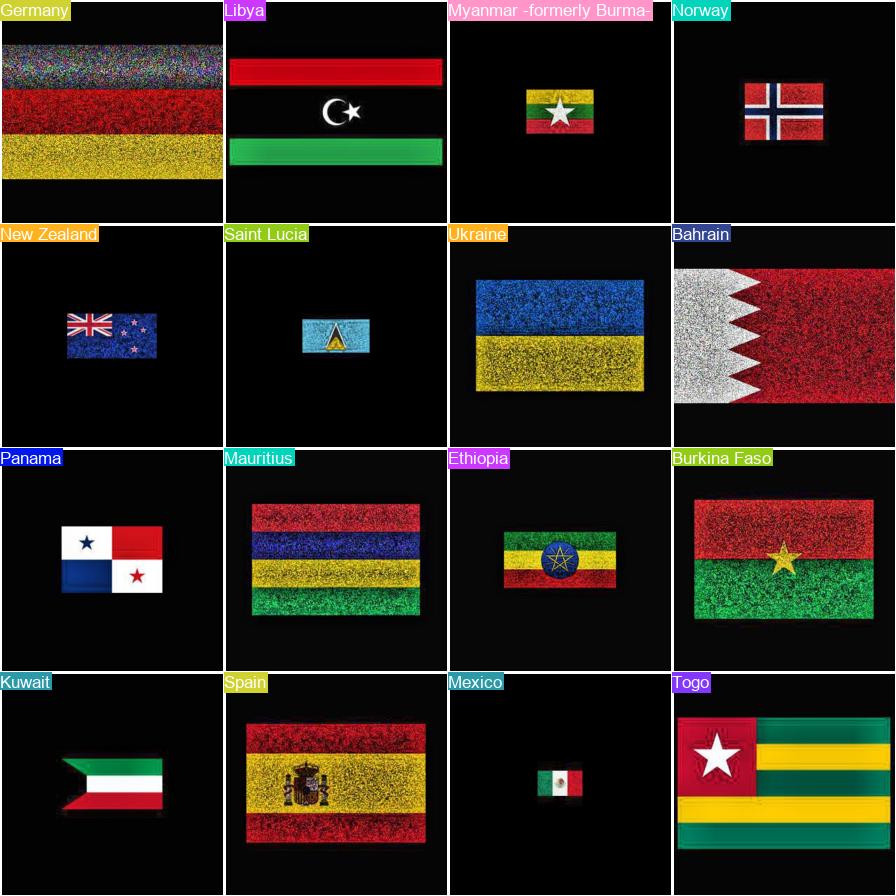 Germany
Libya
Myanmar -formerly Burma-
Norway
New Zealand
Saint Lucia
Ukraine
Bahrain
Panama
Mauritius
Ethiopia
Burkina Faso
Kuwait
Spain
Mexico
Togo